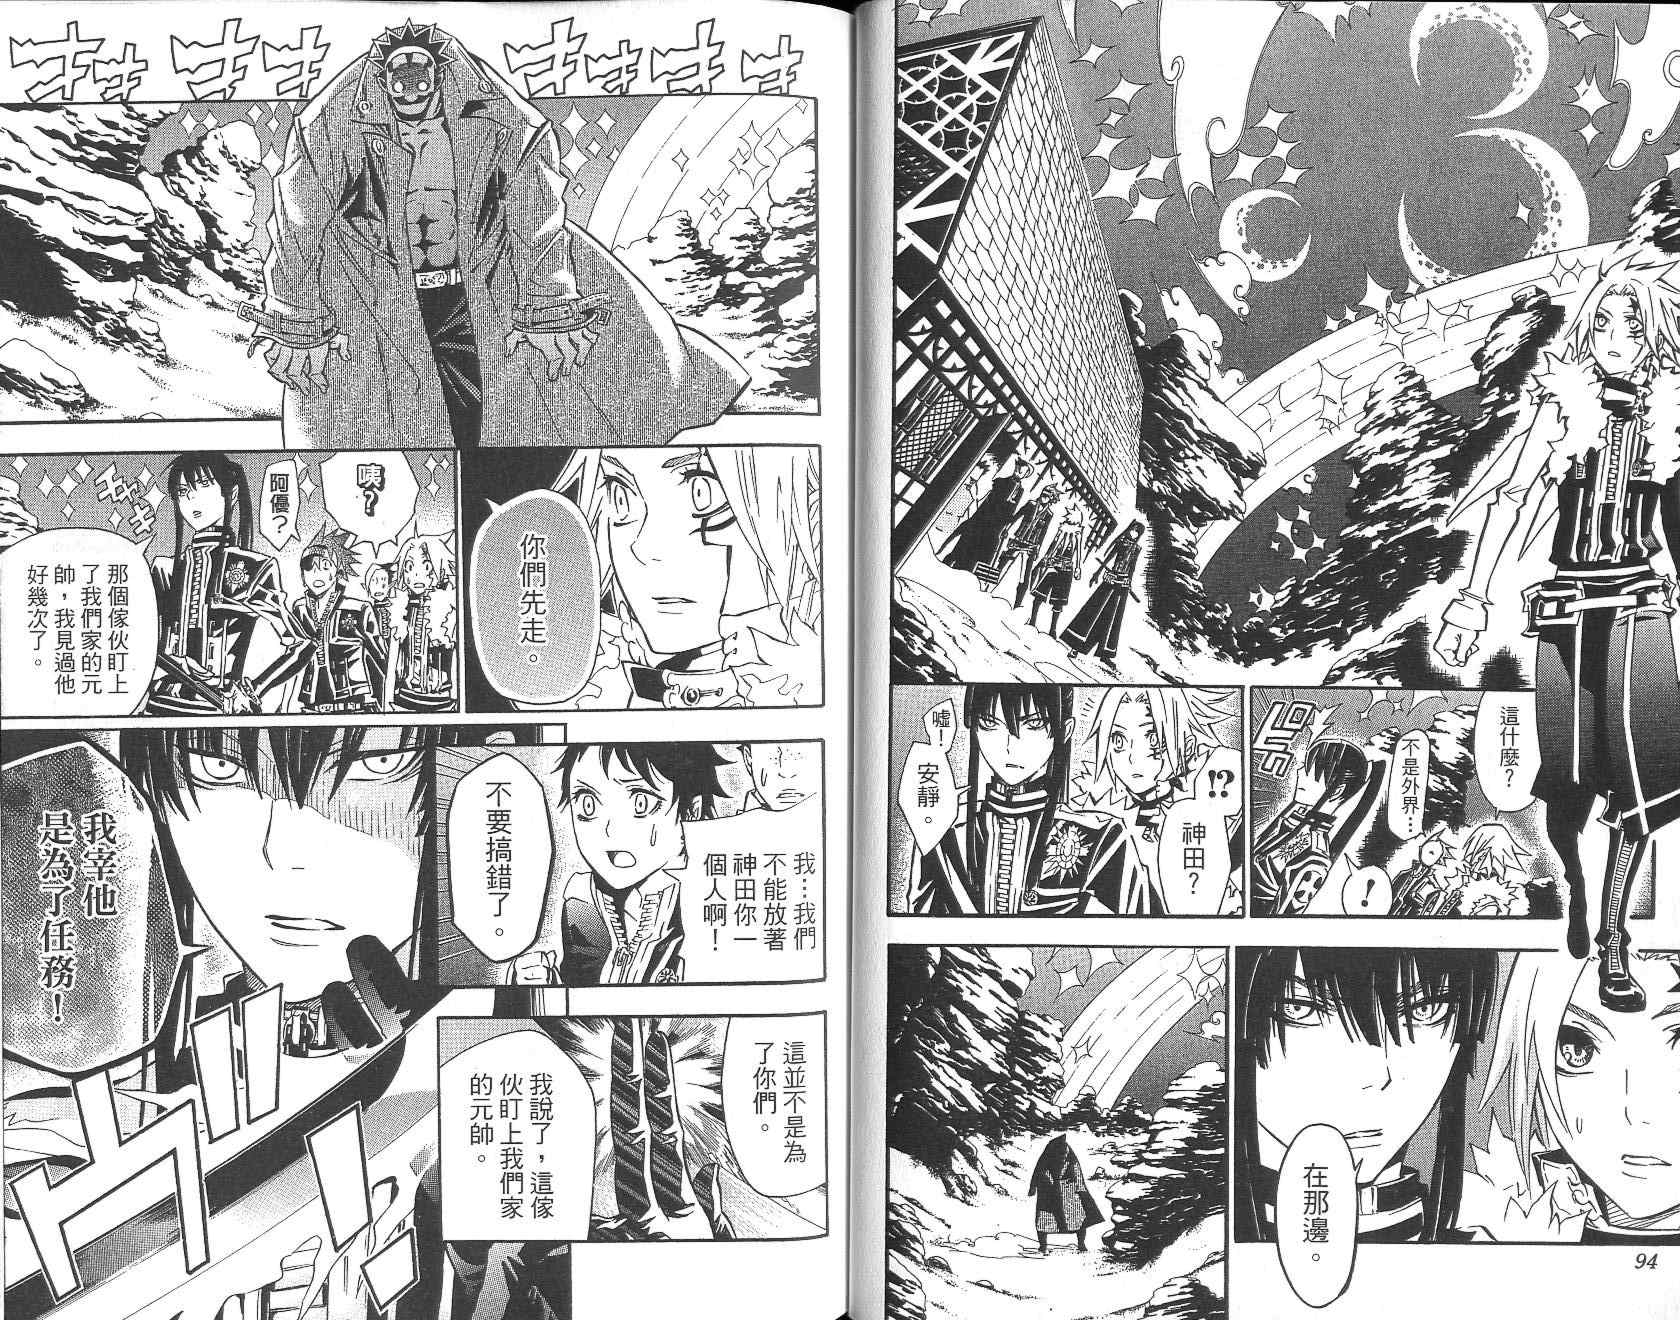 這什麼?
不是外界…
!
!?
神田?
噓!
安靜。
在那邊。
94
你們先走。
咦?
阿優?
那個傢伙盯上
了我們家的元
帥，我見過他
好幾次了。
我…我們
不能放著
神田你一
個人啊!
不要搞錯了。
這並不是為
了你們。
我說了，這傢
伙盯上我們家
的元帥。
我宰他
是為了任務!